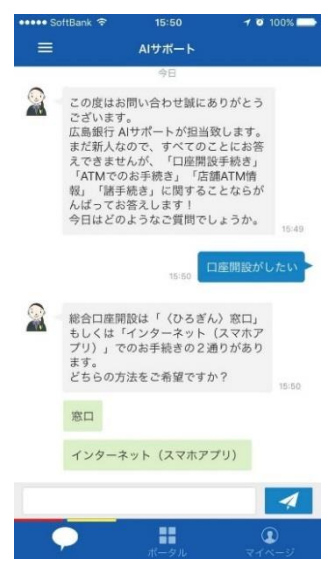 ●●●●● SoftBank 15:50 100%
AIサポート
今日
この度はお問い合わせ誠にありがとう
ございます。
広島銀行 AIサポートが担当致します。
まだ新人なので、すべてのことにお答
えできませんが、「口座開設手続き」
「ATMでのお手続き」「店舗ATM情
報」「諸手続き」に関することならが
んばってお答えします！
今日はどのようなご質問でしょうか。
15:49
口座開設がしたい
15:50
総合口座開設は「〈ひろぎん〉窓口」
もしくは「インターネット（スマホア
プリ）」でのお手続きの２通りがあり
ます。
どちらの方法をご希望ですか？
15:50
窓口
インターネット（スマホアプリ）
ポータル
マイページ